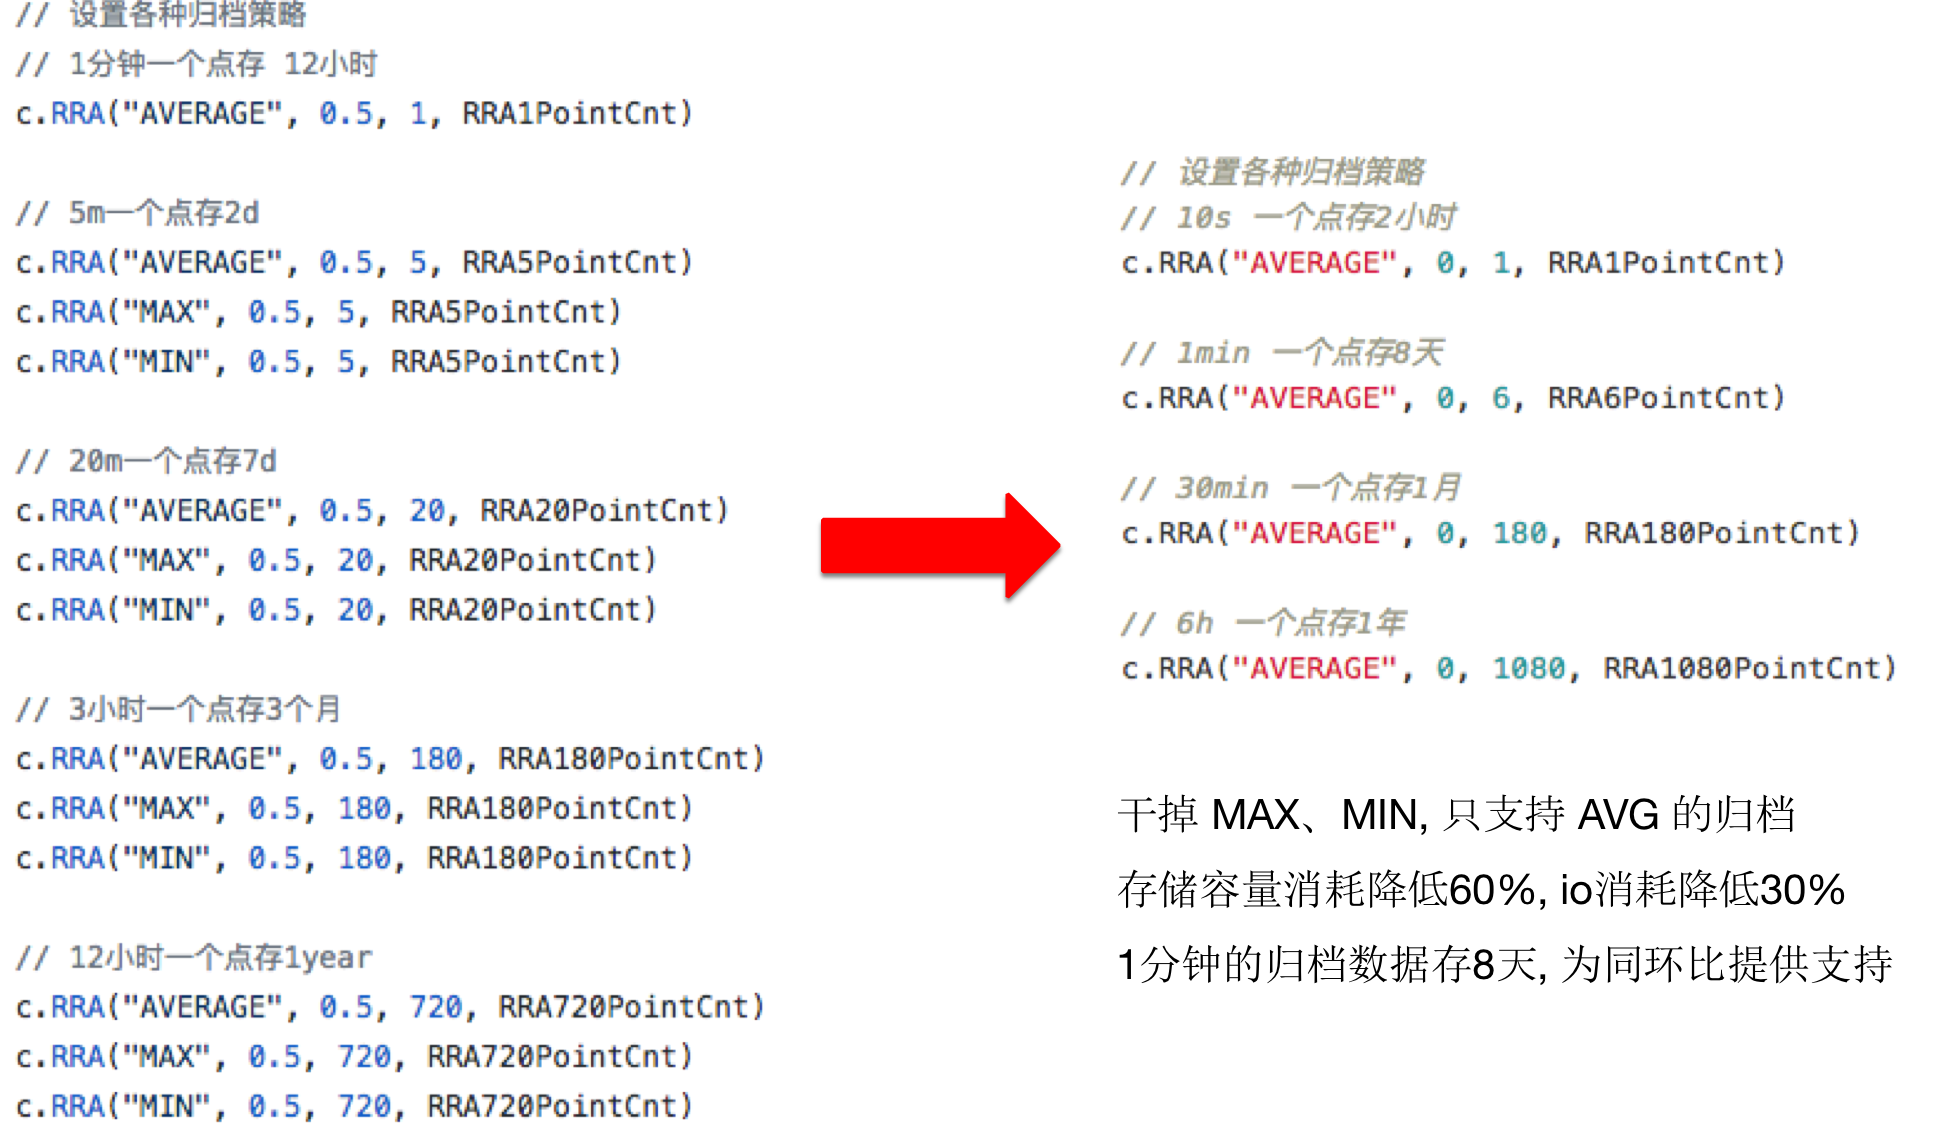 // 设置各种归档策略
// 1分钟一个点存 12小时
c.RRA("AVERAGE", 0.5, 1, RRA1PointCnt)
// 5m一个点存2d
c.RRA("AVERAGE", 0.5, 5, RRA5PointCnt)
c.RRA("MAX", 0.5, 5, RRA5PointCnt)
c.RRA("MIN", 0.5, 5, RRA5PointCnt)
// 20m一个点存7d
c.RRA("AVERAGE", 0.5, 20, RRA20PointCnt)
c.RRA("MAX", 0.5, 20, RRA20PointCnt)
c.RRA("MIN", 0.5, 20, RRA20PointCnt)
// 3小时一个点存3个月
c.RRA("AVERAGE", 0.5, 180, RRA180PointCnt)
c.RRA("MAX", 0.5, 180, RRA180PointCnt)
c.RRA("MIN", 0.5, 180, RRA180PointCnt)
// 12小时一个点存1year
c.RRA("AVERAGE", 0.5, 720, RRA720PointCnt)
c.RRA("MAX", 0.5, 720, RRA720PointCnt)
c.RRA("MIN", 0.5, 720, RRA720PointCnt)
// 设置各种归档策略
// 10s 一个点存2小时
c.RRA("AVERAGE", 0, 1, RRA1PointCnt)
// 1min 一个点存8天
c.RRA("AVERAGE", 0, 6, RRA6PointCnt)
// 30min 一个点存1月
c.RRA("AVERAGE", 0, 180, RRA180PointCnt)
// 6h 一个点存1年
c.RRA("AVERAGE", 0, 1080, RRA1080PointCnt)
干掉 MAX、MIN, 只支持 AVG 的归档
存储容量消耗降低60%, io消耗降低30%
1分钟的归档数据存8天, 为同环比提供支持